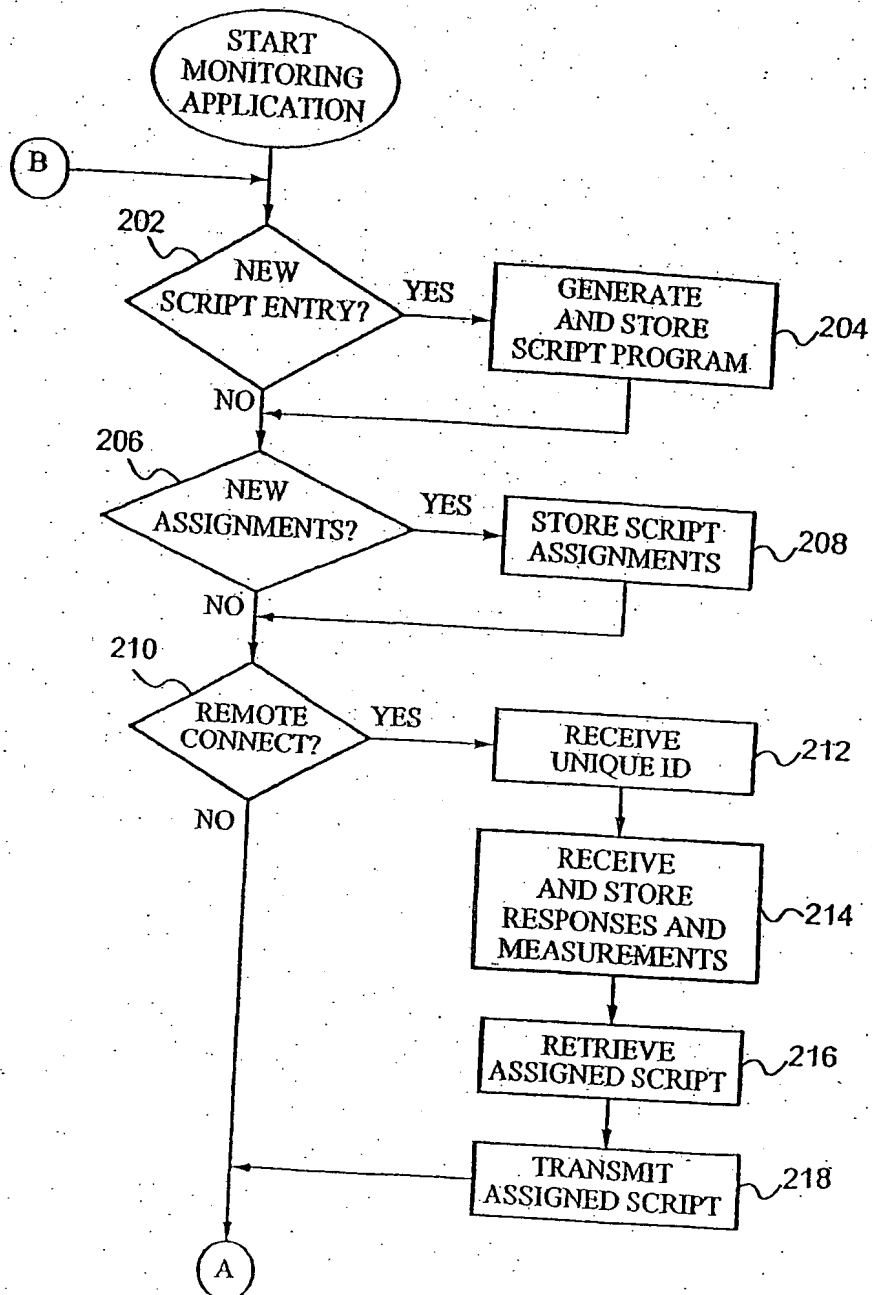 START
MONITORING
APPLICATION
B
202
NEW
SCRIPT ENTRY?
YES
GENERATE
AND STORE
SCRIPT PROGRAM
204
NO
206
NEW
ASSIGNMENTS?
YES
STORE SCRIPT
ASSIGNMENTS
208
NO
210
REMOTE
CONNECT?
YES
RECEIVE
UNIQUE ID
212
NO
RECEIVE
AND STORE
RESPONSES AND
MEASUREMENTS
214
RETRIEVE
ASSIGNED SCRIPT
216
TRANSMIT
ASSIGNED SCRIPT
218
A